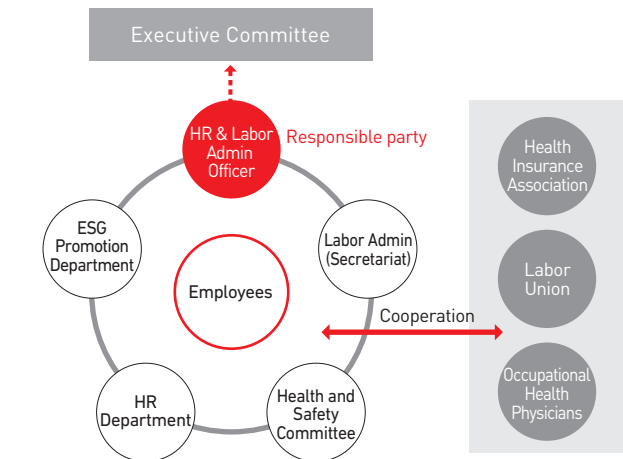 Executive Committee
HR & Labor
Admin
Officer
Responsible party
ESG
Promotion
Department
Labor Admin
(Secretariat)
Employees
Cooperation
HR
Department
Health and
Safety
Committee
Health
Insurance
Association
Labor
Union
Occupational
Health
Physicians